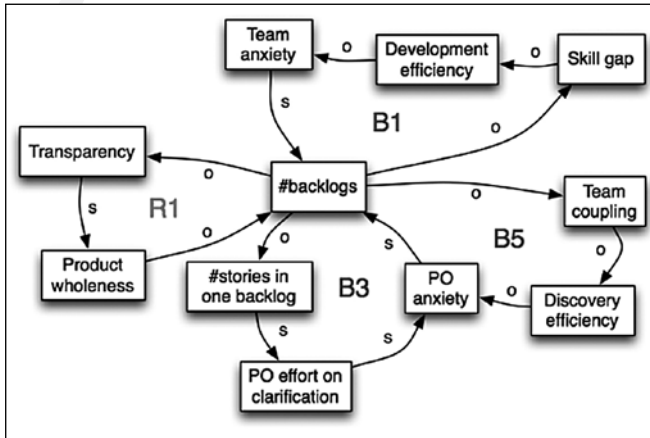 Team
anxiety
o
Development
efficiency
o
Skill gap
s
B1
o
Transparency
o
#backlogs
s
R1
o
o
Team
coupling
Product
wholeness
o
#stories in
one backlog
B3
s
PO
anxiety
B5
o
o
Discovery
efficiency
s
s
PO effort on
clarification